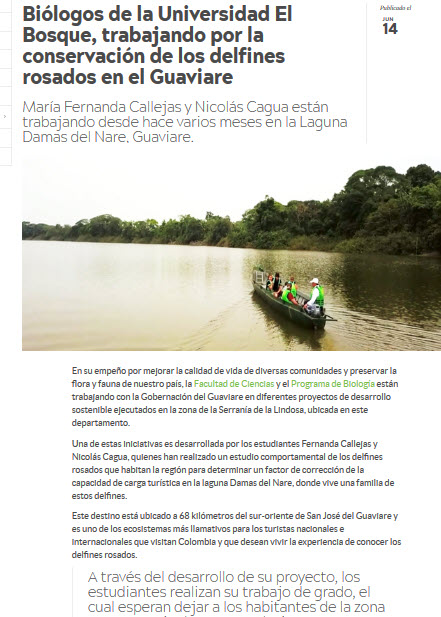 Biólogos de la Universidad El
Bosque, trabajando por la
conservación de los delfines
rosados en el Guaviare
Publicado el
JUN
14
María Fernanda Callejas y Nicolás Cagua están
trabajando desde hace varios meses en la Laguna
Damas del Nare, Guaviare.
En su empeño por mejorar la calidad de vida de diversas comunidades y preservar la
flora y fauna de nuestro país, la Facultad de Ciencias y el Programa de Biología están
trabajando con la Gobernación del Guaviare en diferentes proyectos de desarrollo
sostenible ejecutados en la zona de la Serranía de la Lindosa, ubicada en este
departamento.
Una de estas iniciativas es desarrollada por los estudiantes Fernanda Callejas y
Nicolás Cagua, quienes han realizado un estudio comportamental de los delfines
rosados que habitan la región para determinar un factor de corrección de la
capacidad de carga turística en la laguna Damas del Nare, donde vive una familia de
estos delfines.
Este destino está ubicado a 68 kilómetros del sur-oriente de San José del Guaviare y
es uno de los ecosistemas más llamativos para los turistas nacionales e
internacionales que visitan Colombia y que desean vivir la experiencia de conocer los
delfines rosados.
A través del desarrollo de su proyecto, los
estudiantes realizan su trabajo de grado, el
cual esperan dejar a los habitantes de la zona